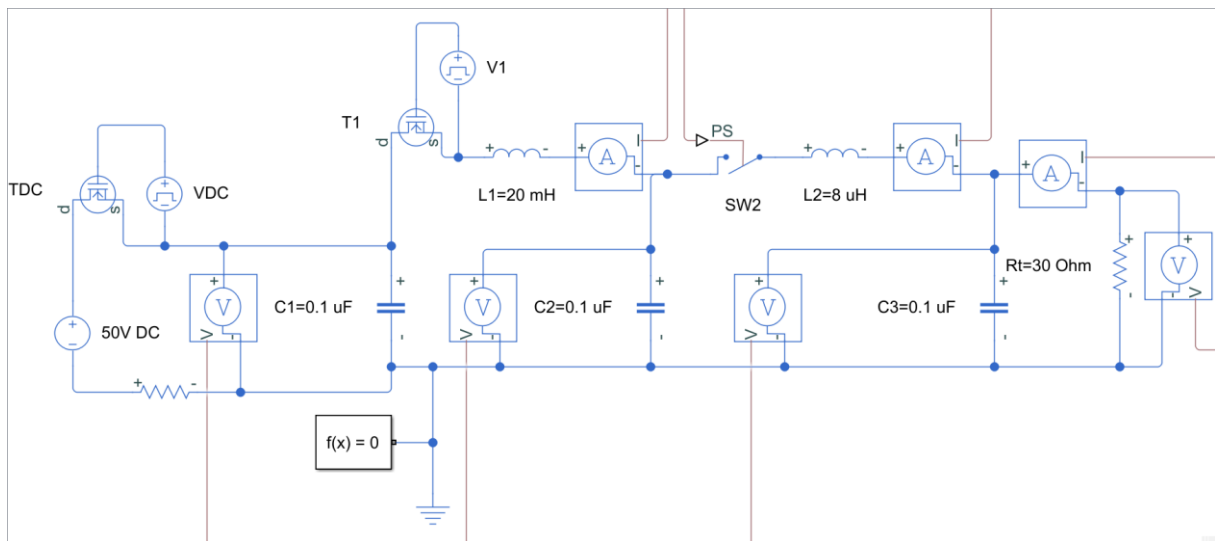 V1
T1
PS
TDC
d
s
VDC
d
s
+
-
+
A
-
I
L1=20 mH
SW2
+
-
L2=8 uH
+
A
-
I
+
A
-
I
50V DC
+
V
V
-
C1=0.1 uF
+
-
+
V
V
-
C2=0.1 uF
+
-
+
V
V
-
C3=0.1 uF
+
-
Rt=30 Ohm
+
-
+
V
V
-
+
-
f(x) = 0